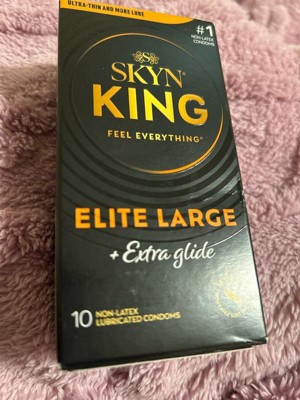 ULTRA-THIN AND MORE LUBE
#1
NON-LATEX
CONDOMS
SKYN®
KING
FEEL EVERYTHING®
ELITE LARGE
+ Extra glide
10 NON-LATEX
LUBRICATED CONDOMS